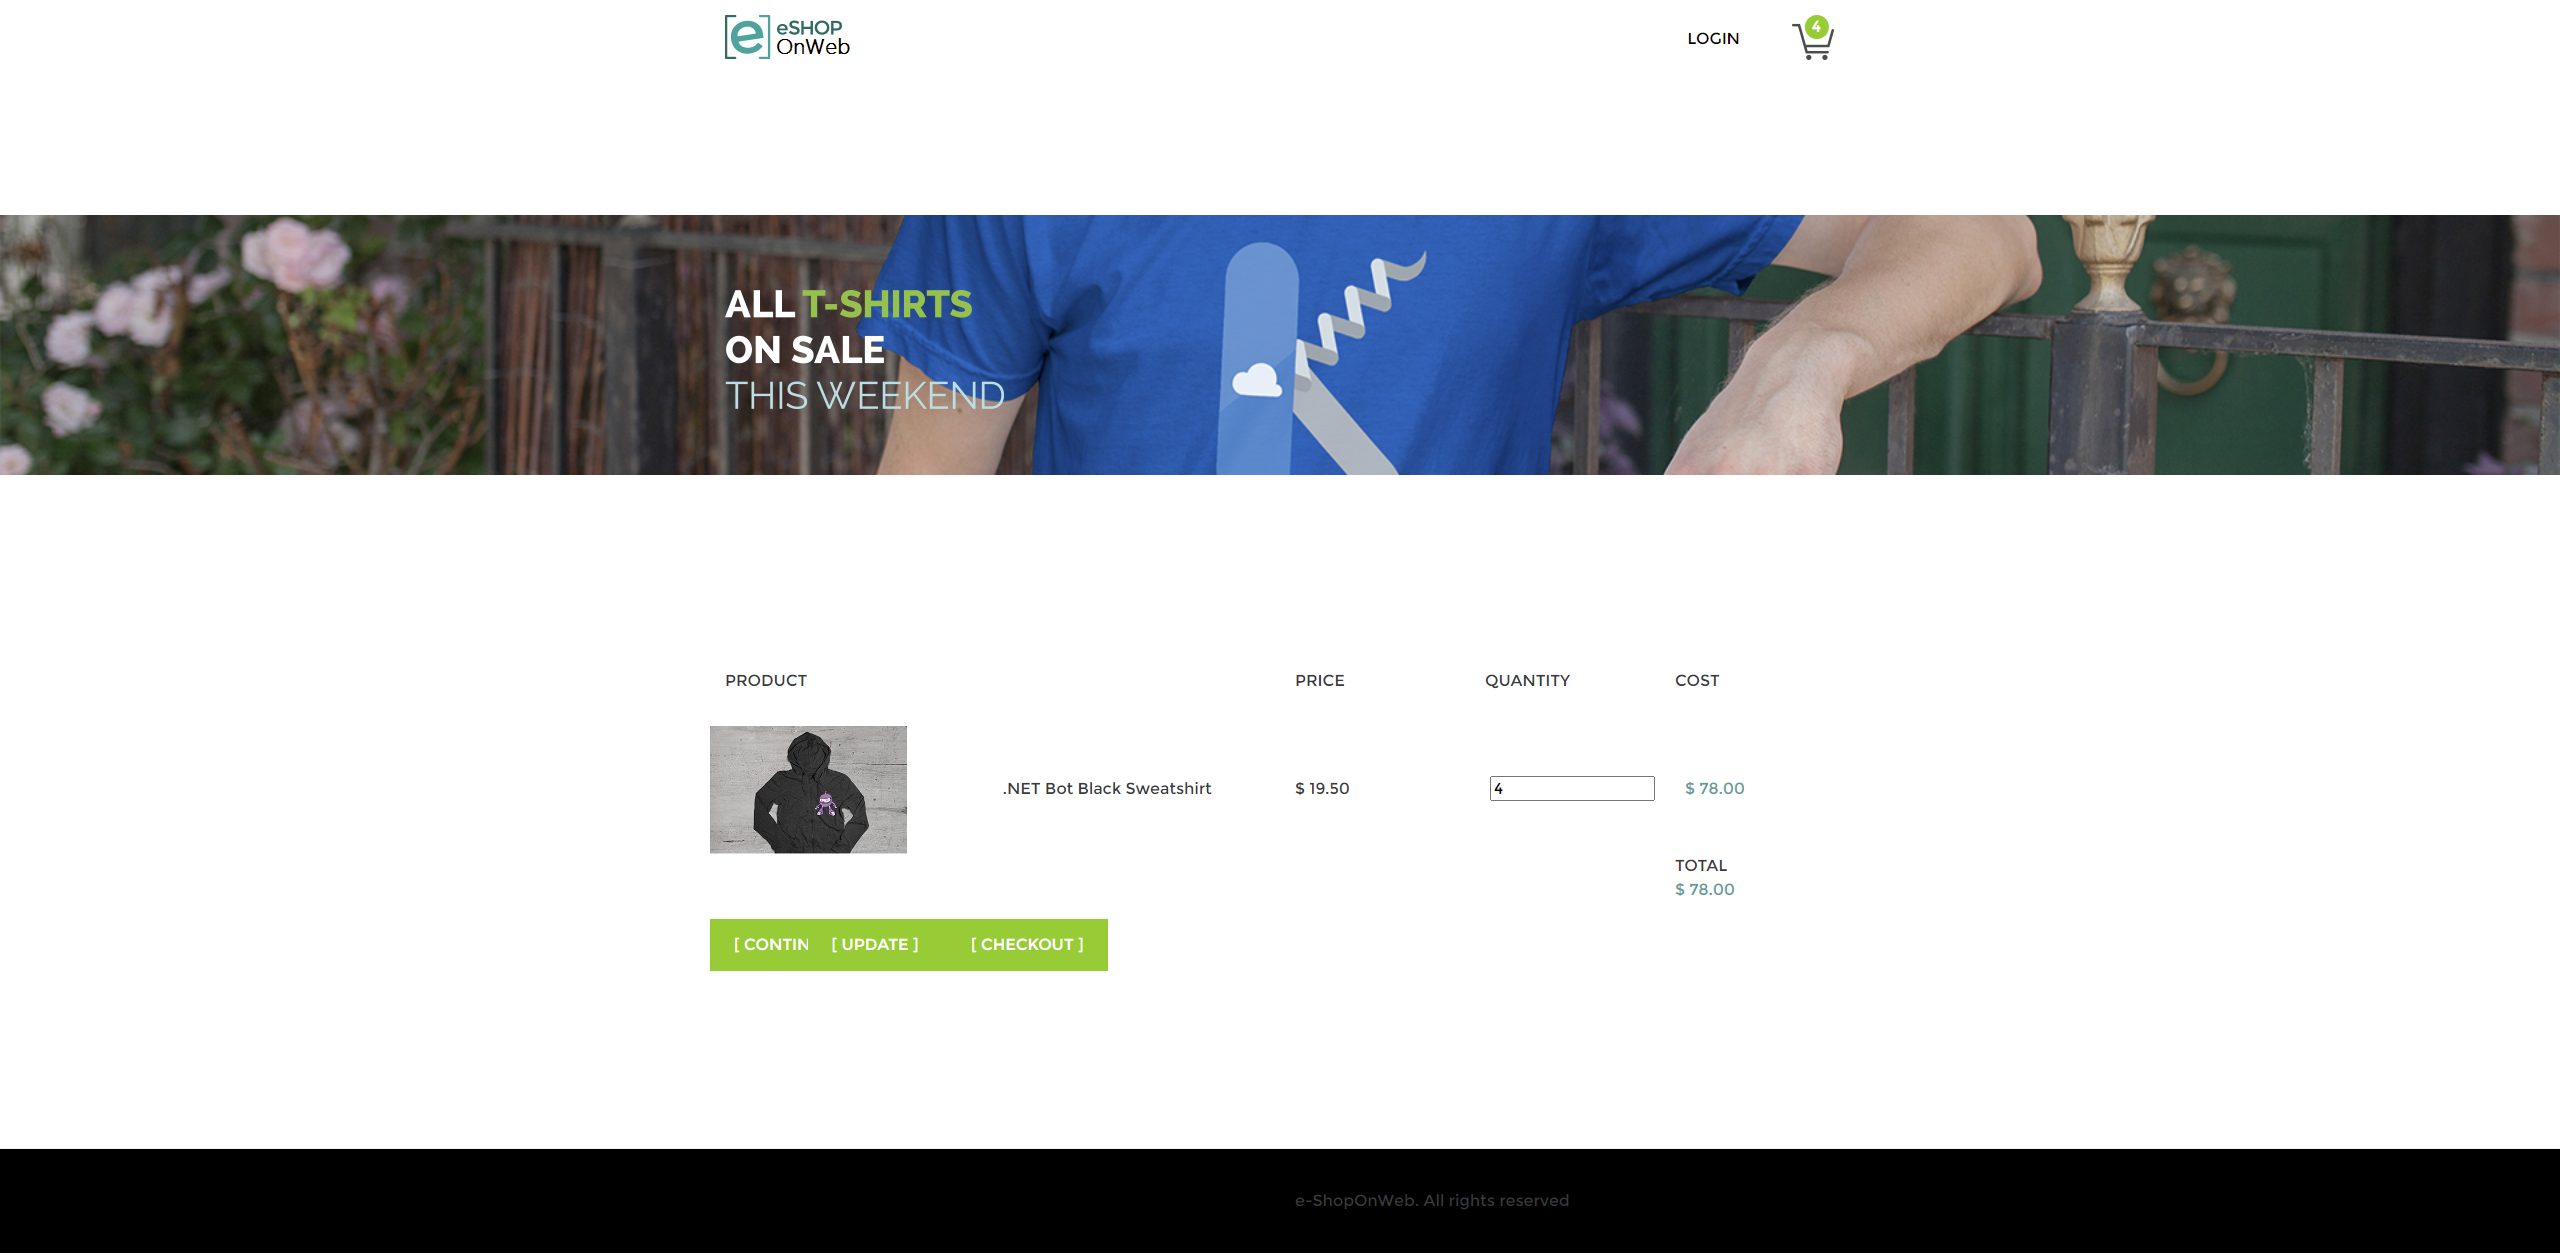 eSHOP
OnWeb
LOGIN
4
ALL T-SHIRTS
ON SALE
THIS WEEKEND
PRODUCT PRICE QUANTITY COST
.NET Bot Black Sweatshirt $ 19.50 4 $ 78.00
TOTAL
$ 78.00
[ CONTIN [ UPDATE ] [ CHECKOUT ]
e-ShopOnWeb. All rights reserved